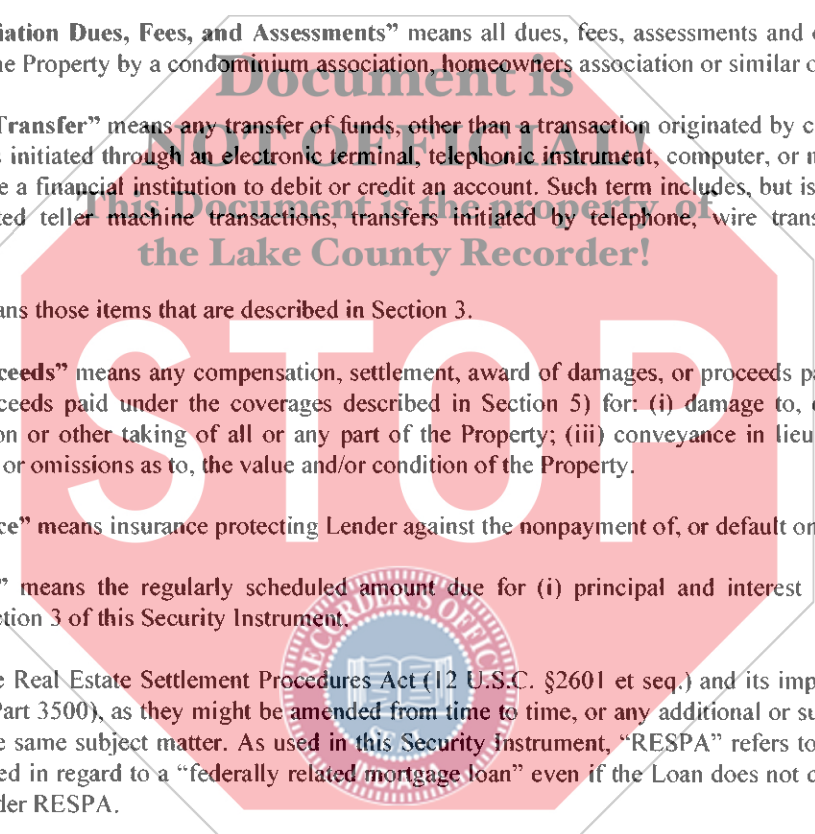 iation Dues, Fees, and Assessments” means all dues, fees, assessments and
ne Property by a condominium association, homeowners association or similar
Document is
Transfer” means any transfer of funds, other than a transaction originated by
NOT OFFICIAL!
s initiated through an electronic terminal, telephonic instrument, computer, or
e a financial institution to debit or credit an account. Such term includes, but is
This Document is the property of
ted teller machine transactions, transfers initiated by telephone, wire trans
the Lake County Recorder!
ans those items that are described in Section 3.
STOP
ceeds” means any compensation, settlement, award of damages, or proceeds pa
ceeds paid under the coverages described in Section 5) for: (i) damage to,
on or other taking of all or any part of the Property; (iii) conveyance in lieu
or omissions as to, the value and/or condition of the Property.
ce” means insurance protecting Lender against the nonpayment of, or default on
” means the regularly scheduled amount due for (i) principal and interest
ction 3 of this Security Instrument.
RECORDER'S OFFICE
e Real Estate Settlement Procedures Act (12 U.S.C. §2601 et seq.) and its imp
Part 3500), as they might be amended from time to time, or any additional or su
SEAL
e same subject matter. As used in this Security Instrument, “RESPA” refers to
INDIANA
ed in regard to a “federally related mortgage loan” even if the Loan does not
der RESPA.